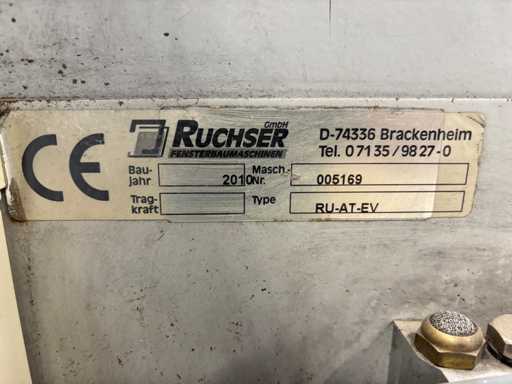 CE
RUCHSER GmbH
FENSTERBAUMASCHINEN
D-74336 Brackenheim
Tel. 07135/9827-0
Bau-
jahr 2010
Masch.-
Nr. 005169
Trag-
kraft
Type RU-AT-EV